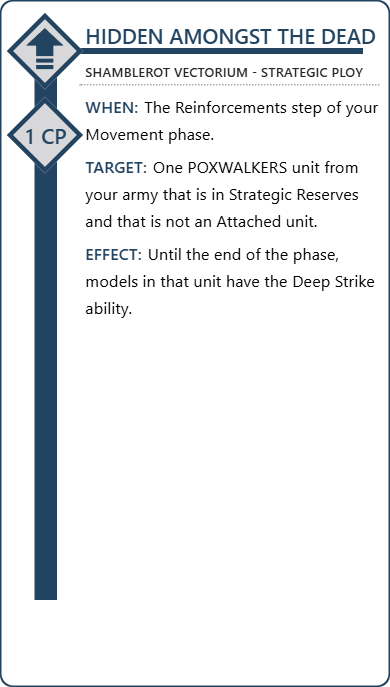 HIDDEN AMONGST THE DEAD
SHAMBLEROT VECTORIUM - STRATEGIC PLOY
1 CP
WHEN: The Reinforcements step of your
Movement phase.
TARGET: One POXWALKERS unit from
your army that is in Strategic Reserves
and that is not an Attached unit.
EFFECT: Until the end of the phase,
models in that unit have the Deep Strike
ability.